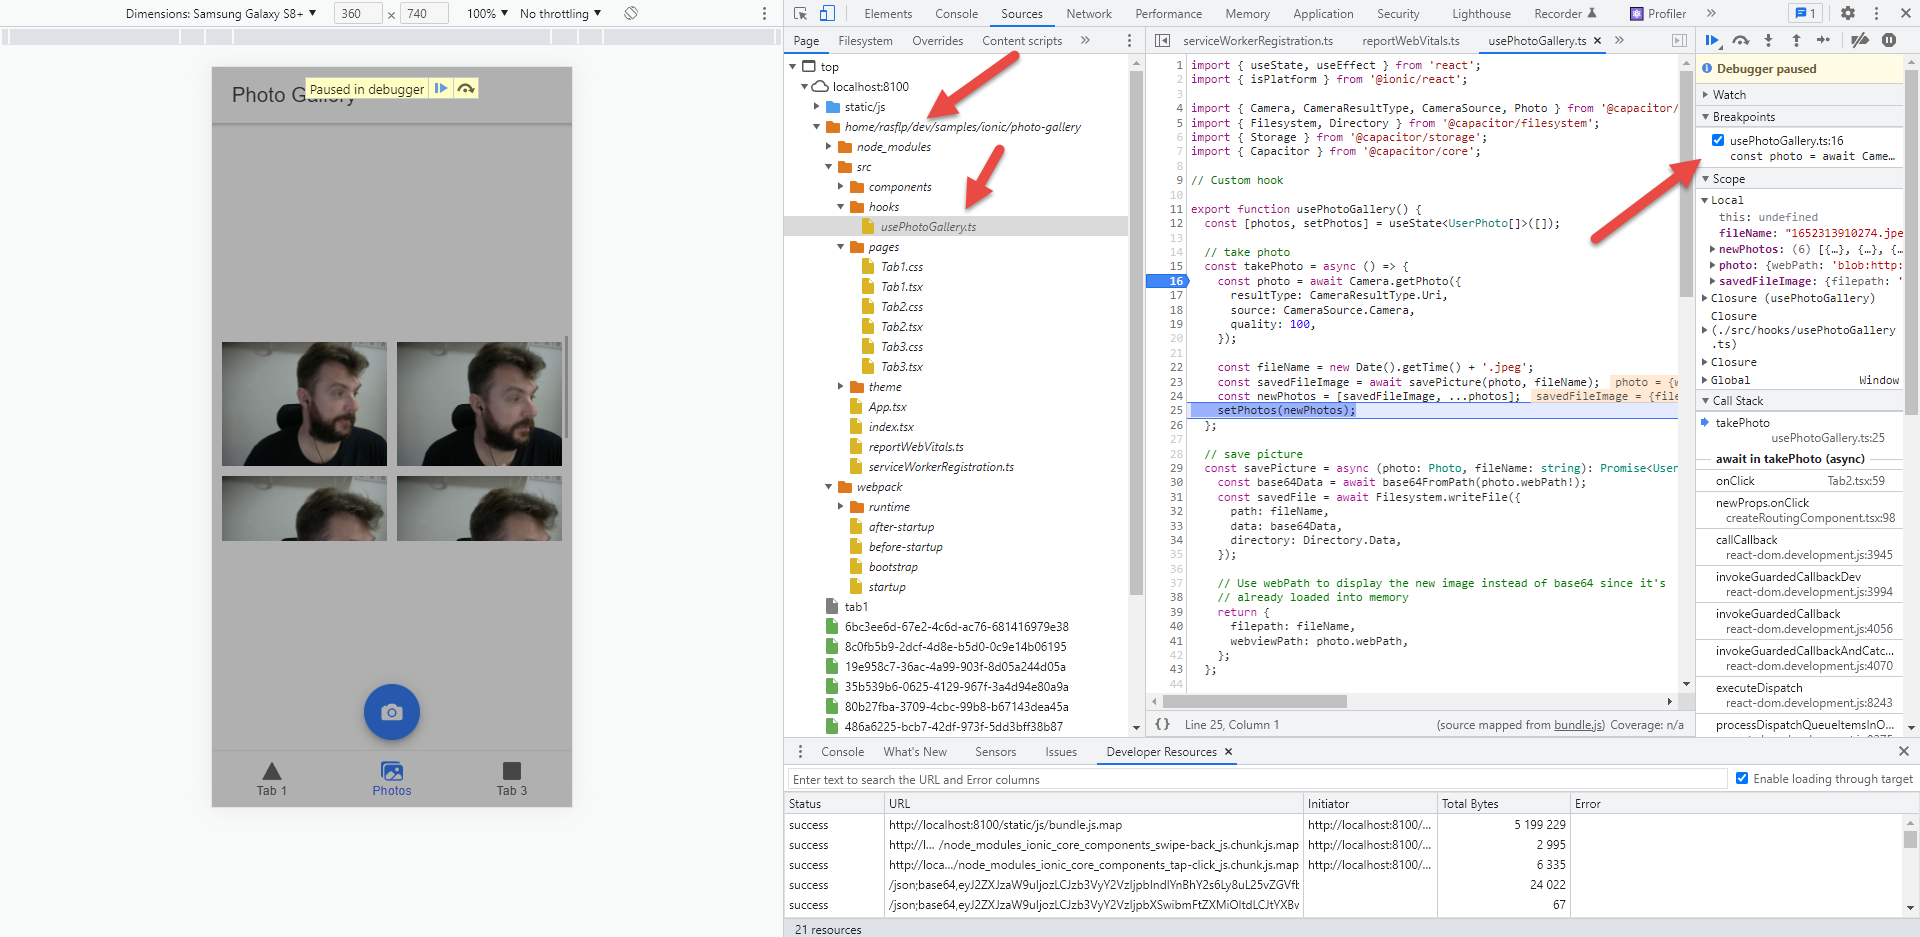 Dimensions: Samsung Galaxy S8+ ▼ 360 × 740 100% ▼ No throttling ▼
Photo Gallery
Paused in debugger
Tab 1
Photos
Tab 3
Elements Console Sources Network Performance Memory Application Security Lighthouse Recorder Profiler » 1
Page Filesystem Overrides Content scripts »
top
localhost:8100
static/js
home/rasflp/dev/samples/ionic/photo-gallery
node_modules
src
components
hooks
usePhotoGallery.ts
pages
Tab1.css
Tab1.tsx
Tab2.css
Tab2.tsx
Tab3.css
Tab3.tsx
theme
App.tsx
index.tsx
reportWebVitals.ts
serviceWorkerRegistration.ts
webpack
runtime
after-startup
before-startup
bootstrap
startup
tab1
6bc3ee6d-67e2-4c6d-ac76-681416979e38
8c0fb5b9-2dcf-4d8e-b5d0-0c9e14b06195
19e958c7-36ac-4a99-903f-8d05a244d05a
35b539b6-0625-4129-967f-3a4d94e80a9a
80b27fba-3709-4cbc-99b8-b67143dea45a
486a6225-bcb7-42df-973f-5dd3bff38b87
serviceWorkerRegistration.ts reportWebVitals.ts usePhotoGallery.ts × »
1 import { useState, useEffect } from 'react';
2 import { isPlatform } from '@ionic/react';
3
4 import { Camera, CameraResultType, CameraSource, Photo } from '@capacitor/
5 import { Filesystem, Directory } from '@capacitor/filesystem';
6 import { Storage } from '@capacitor/storage';
7 import { Capacitor } from '@capacitor/core';
8
9 // Custom hook
10
11 export function usePhotoGallery() {
12 const [photos, setPhotos] = useState<UserPhoto[]>([]);
13
14 // take photo
15 const takePhoto = async () => {
16 const photo = await Camera.getPhoto({
17 resultType: CameraResultType.Uri,
18 source: CameraSource.Camera,
19 quality: 100,
20 });
21
22 const fileName = new Date().getTime() + '.jpeg';
23 const savedFileImage = await savePicture(photo, fileName); photo = {w
24 const newPhotos = [savedFileImage, ...photos]; savedFileImage = {file
25 setPhotos(newPhotos);
26 };
27
28 // save picture
29 const savePicture = async (photo: Photo, fileName: string): Promise<User
30 const base64Data = await base64FromPath(photo.webPath!);
31 const savedFile = await Filesystem.writeFile({
32 path: fileName,
33 data: base64Data,
34 directory: Directory.Data,
35 });
36
37 // Use webPath to display the new image instead of base64 since it's
38 // already loaded into memory
39 return {
40 filepath: fileName,
41 webviewPath: photo.webPath,
42 };
43 };
44
{ } Line 25, Column 1 (source mapped from bundle.js) Coverage: n/a
Debugger paused
Watch
Breakpoints
usePhotoGallery.ts:16
const photo = await Came…
Scope
Local
this: undefined
fileName: "1652313910274.jpe
newPhotos: (6) [{…}, {…}, {…
photo: {webPath: 'blob:http:
savedFileImage: {filepath: '
Closure (usePhotoGallery)
Closure
(./src/hooks/usePhotoGallery
.ts)
Closure
Global Window
Call Stack
takePhoto
usePhotoGallery.ts:25
await in takePhoto (async)
onClick Tab2.tsx:59
newProps.onClick
createRoutingComponent.tsx:98
callCallback
react-dom.development.js:3945
invokeGuardedCallbackDev
react-dom.development.js:3994
invokeGuardedCallback
react-dom.development.js:4056
invokeGuardedCallbackAndCatc…
react-dom.development.js:4070
executeDispatch
react-dom.development.js:8243
processDispatchQueueItemsInO…
Console What's New Sensors Issues Developer Resources ×
Enter text to search the URL and Error columns Enable loading through target
Status URL Initiator Total Bytes Error
success http://localhost:8100/static/js/bundle.js.map http://localhost:8100/… 5 199 229
success http://l… /node_modules_ionic_core_components_swipe-back_js.chunk.js.map http://localhost:8100/… 2 995
success http://loca…/node_modules_ionic_core_components_tap-click_js.chunk.js.map http://localhost:8100/… 6 335
success 24 022
success 67
21 resources